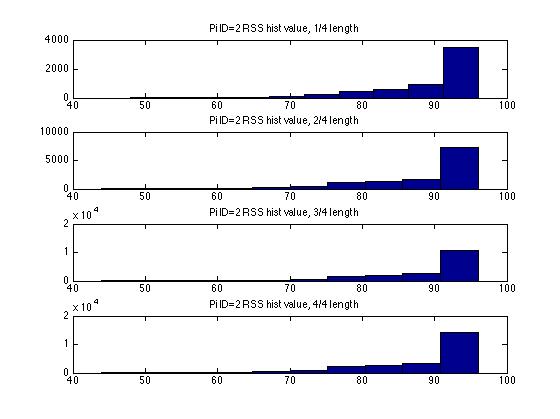 PiID=2 RSS hist value, 1/4 length
4000
2000
0
40 50 60 70 80 90 100
PiID=2 RSS hist value, 2/4 length
10000
5000
0
40 50 60 70 80 90 100
PiID=2 RSS hist value, 3/4 length
x 10^4
2
1
0
40 50 60 70 80 90 100
PiID=2 RSS hist value, 4/4 length
x 10^4
2
1
0
40 50 60 70 80 90 100